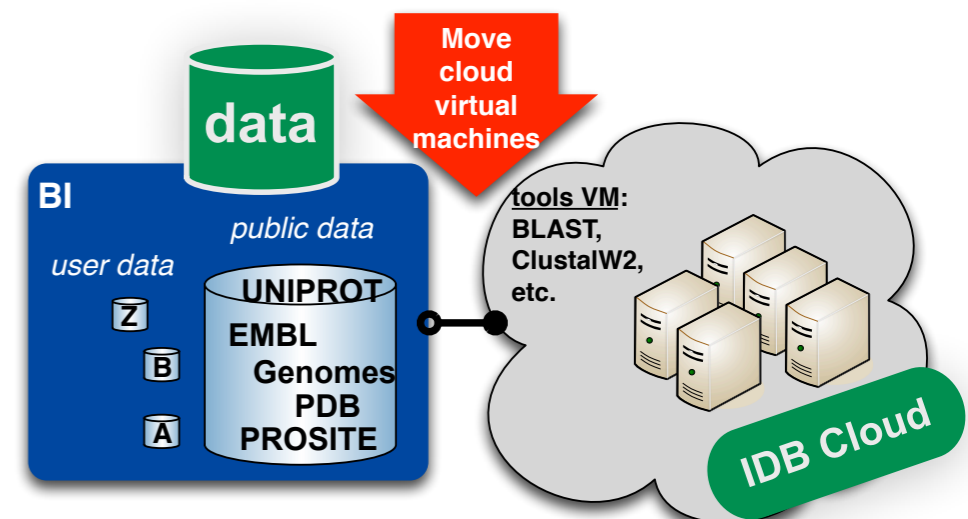 Move
cloud
virtual
machines
data
BI
public data
user data
UNIPROT
EMBL
Genomes
PDB
PROSITE
Z
B
A
tools VM:
BLAST,
ClustalW2,
etc.
IDB Cloud